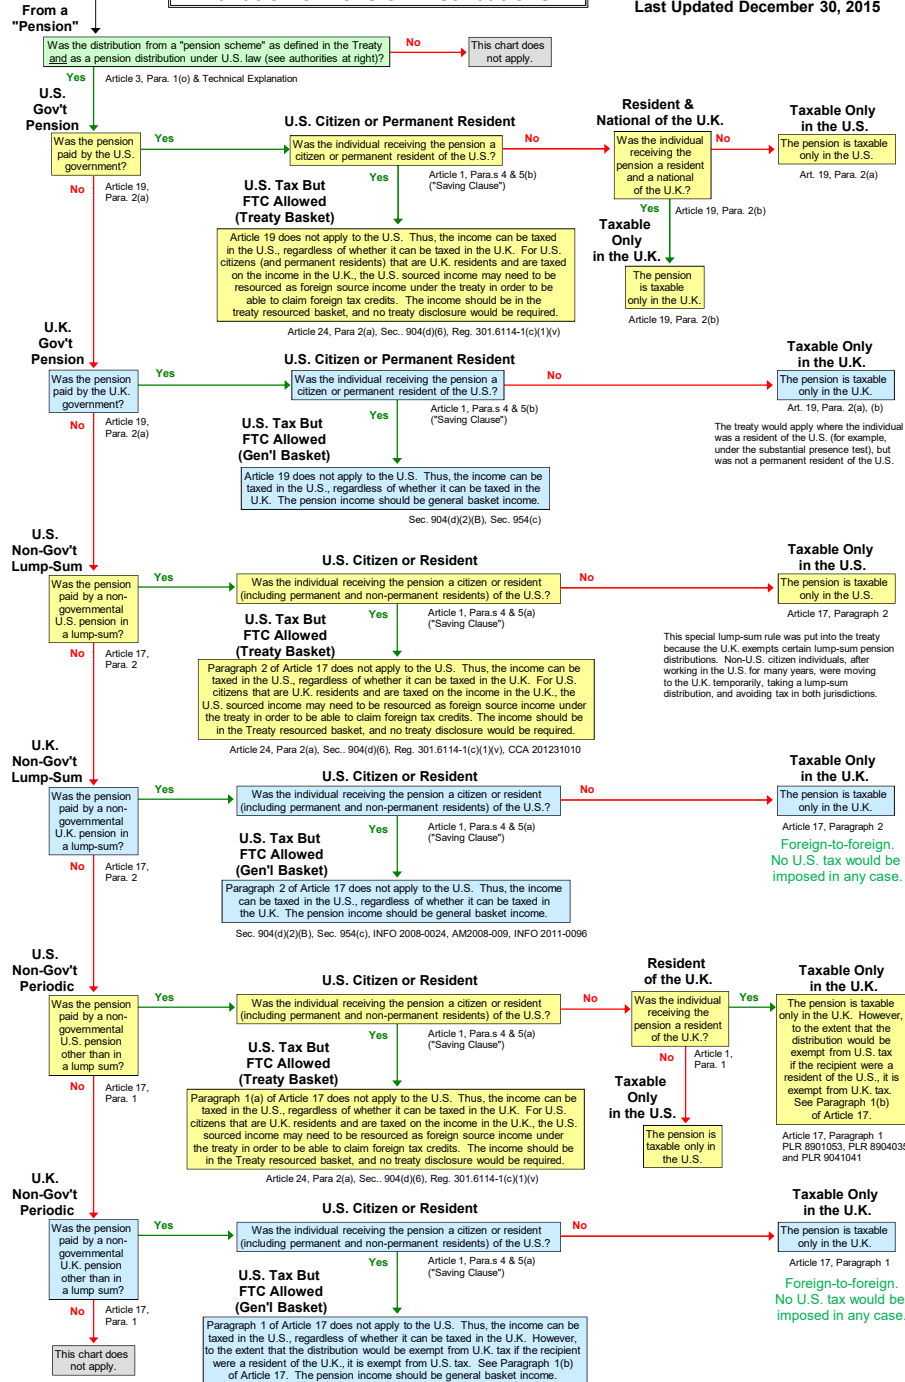 Last Updated December 30, 2015
From a
"Pension"
Was the distribution from a "pension scheme" as defined in the Treaty
and as a pension distribution under U.S. law (see authorities at right)?
No
This chart does
not apply.
Yes
Article 3, Para. 1(o) & Technical Explanation
U.S.
Gov't
Pension
Was the pension
paid by the U.S.
government?
Yes
U.S. Citizen or Permanent Resident
Was the individual receiving the pension a
citizen or permanent resident of the U.S.?
No
Resident &
National of the U.K.
Was the individual
receiving
the pension a resident
and a national
of the U.K.?
No
Taxable Only
in the U.S.
The pension is taxable
only in the U.S.
Art. 19, Para. 2(a)
No
Article 19,
Para. 2(a)
Yes
Article 1, Para.s 4 & 5(b)
("Saving Clause")
U.S. Tax But
FTC Allowed
(Treaty Basket)
Yes
Article 19, Para. 2(b)
Taxable
Only
in the U.K.
The pension
is taxable
only in the U.K.
Article 19, Para. 2(b)
Article 19 does not apply to the U.S. Thus, the income can be taxed
in the U.S., regardless of whether it can be taxed in the U.K. For U.S.
citizens (and permanent residents) that are U.K. residents and are taxed
on the income in the U.K., the U.S. sourced income may need to be
resourced as foreign source income under the treaty in order to be
able to claim foreign tax credits. The income should be in the
treaty resourced basket, and no treaty disclosure would be required.
Article 24, Para 2(a), Sec.. 904(d)(6), Reg. 301.6114-1(c)(1)(v)
U.K.
Gov't
Pension
Was the pension
paid by the U.K.
government?
Yes
U.S. Citizen or Permanent Resident
Was the individual receiving the pension a
citizen or permanent resident of the U.S.?
No
Taxable Only
in the U.K.
The pension is taxable
only in the U.K.
Art. 19, Para. 2(a), (b)
The treaty would apply where the individual
was a resident of the U.S. (for example,
under the substantial presence test), but
was not a permanent resident of the U.S.
No
Article 19,
Para. 2(a)
Yes
Article 1, Para.s 4 & 5(b)
("Saving Clause")
U.S. Tax But
FTC Allowed
(Gen'l Basket)
Article 19 does not apply to the U.S. Thus, the income can be
taxed in the U.S., regardless of whether it can be taxed in the
U.K. The pension income should be general basket income.
Sec. 904(d)(2)(B), Sec. 954(c)
U.S.
Non-Gov't
Lump-Sum
Was the pension
paid by a non-
governmental
U.S. pension in
a lump-sum?
Yes
U.S. Citizen or Resident
Was the individual receiving the pension a citizen or resident
(including permanent and non-permanent residents) of the U.S.?
No
Taxable Only
in the U.S.
The pension is taxable
only in the U.S.
Article 17, Paragraph 2
This special lump-sum rule was put into the treaty
because the U.K. exempts certain lump-sum pension
distributions. Non-U.S. citizen individuals, after
working in the U.S. for many years, were moving
to the U.K. temporarily, taking a lump-sum
distribution, and avoiding tax in both jurisdictions.
No
Article 17,
Para. 2
Yes
Article 1, Para.s 4 & 5(a)
("Saving Clause")
U.S. Tax But
FTC Allowed
(Treaty Basket)
Paragraph 2 of Article 17 does not apply to the U.S. Thus, the income can be
taxed in the U.S., regardless of whether it can be taxed in the U.K. For U.S.
citizens that are U.K. residents and are taxed on the income in the U.K., the
U.S. sourced income may need to be resourced as foreign source income under
the treaty in order to be able to claim foreign tax credits. The income should be
in the Treaty resourced basket, and no treaty disclosure would be required.
Article 24, Para 2(a), Sec.. 904(d)(6), Reg. 301.6114-1(c)(1)(v), CCA 201231010
U.K.
Non-Gov't
Lump-Sum
Was the pension
paid by a non-
governmental
U.K. pension in
a lump-sum?
Yes
U.S. Citizen or Resident
Was the individual receiving the pension a citizen or resident
(including permanent and non-permanent residents) of the U.S.?
No
Taxable Only
in the U.K.
The pension is taxable
only in the U.K.
Article 17, Paragraph 2
Foreign-to-foreign.
No U.S. tax would be
imposed in any case.
No
Article 17,
Para. 2
Yes
Article 1, Para.s 4 & 5(a)
("Saving Clause")
U.S. Tax But
FTC Allowed
(Gen'l Basket)
Paragraph 2 of Article 17 does not apply to the U.S. Thus, the income
can be taxed in the U.S., regardless of whether it can be taxed in
the U.K. The pension income should be general basket income.
Sec. 904(d)(2)(B), Sec. 954(c), INFO 2008-0024, AM2008-009, INFO 2011-0096
U.S.
Non-Gov't
Periodic
Was the pension
paid by a non-
governmental
U.S. pension
other than in
a lump sum?
Yes
U.S. Citizen or Resident
Was the individual receiving the pension a citizen or resident
(including permanent and non-permanent residents) of the U.S.?
No
Resident
of the U.K.
Was the individual
receiving the
pension a resident
of the U.K.?
Yes
Taxable Only
in the U.K.
The pension is taxable
only in the U.K. However,
to the extent that the
distribution would be
exempt from U.S. tax
if the recipient were a
resident of the U.S., it is
exempt from U.K. tax.
See Paragraph 1(b)
of Article 17.
Article 17, Paragraph 1
PLR 8901053, PLR 8904035
and PLR 9041041
No
Article 1,
Para. 1
Taxable
Only
in the U.S.
The pension is
taxable only in
the U.S.
No
Article 17,
Para. 1
Yes
Article 1, Para.s 4 & 5(a)
("Saving Clause")
U.S. Tax But
FTC Allowed
(Treaty Basket)
Paragraph 1(a) of Article 17 does not apply to the U.S. Thus, the income can be
taxed in the U.S., regardless of whether it can be taxed in the U.K. For U.S.
citizens that are U.K. residents and are taxed on the income in the U.K., the U.S.
sourced income may need to be resourced as foreign source income under
the treaty in order to be able to claim foreign tax credits. The income should be
in the Treaty resourced basket, and no treaty disclosure would be required.
Article 24, Para 2(a), Sec.. 904(d)(6), Reg. 301.6114-1(c)(1)(v)
U.K.
Non-Gov't
Periodic
Was the pension
paid by a non-
governmental
U.K. pension
other than in
a lump sum?
Yes
U.S. Citizen or Resident
Was the individual receiving the pension a citizen or resident
(including permanent and non-permanent residents) of the U.S.?
No
Taxable Only
in the U.K.
The pension is taxable
only in the U.K.
Article 17, Paragraph 1
Foreign-to-foreign.
No U.S. tax would be
imposed in any case.
No
Article 17,
Para. 1
This chart does
not apply.
Yes
Article 1, Para.s 4 & 5(a)
("Saving Clause")
U.S. Tax But
FTC Allowed
(Gen'l Basket)
Paragraph 1 of Article 17 does not apply to the U.S. Thus, the income can be
taxed in the U.S., regardless of whether it can be taxed in the U.K. However,
to the extent that the distribution would be exempt from U.K. tax if the recipient
were a resident of the U.K., it is exempt from U.S. tax. See Paragraph 1(b)
of Article 17. The pension income should be general basket income.